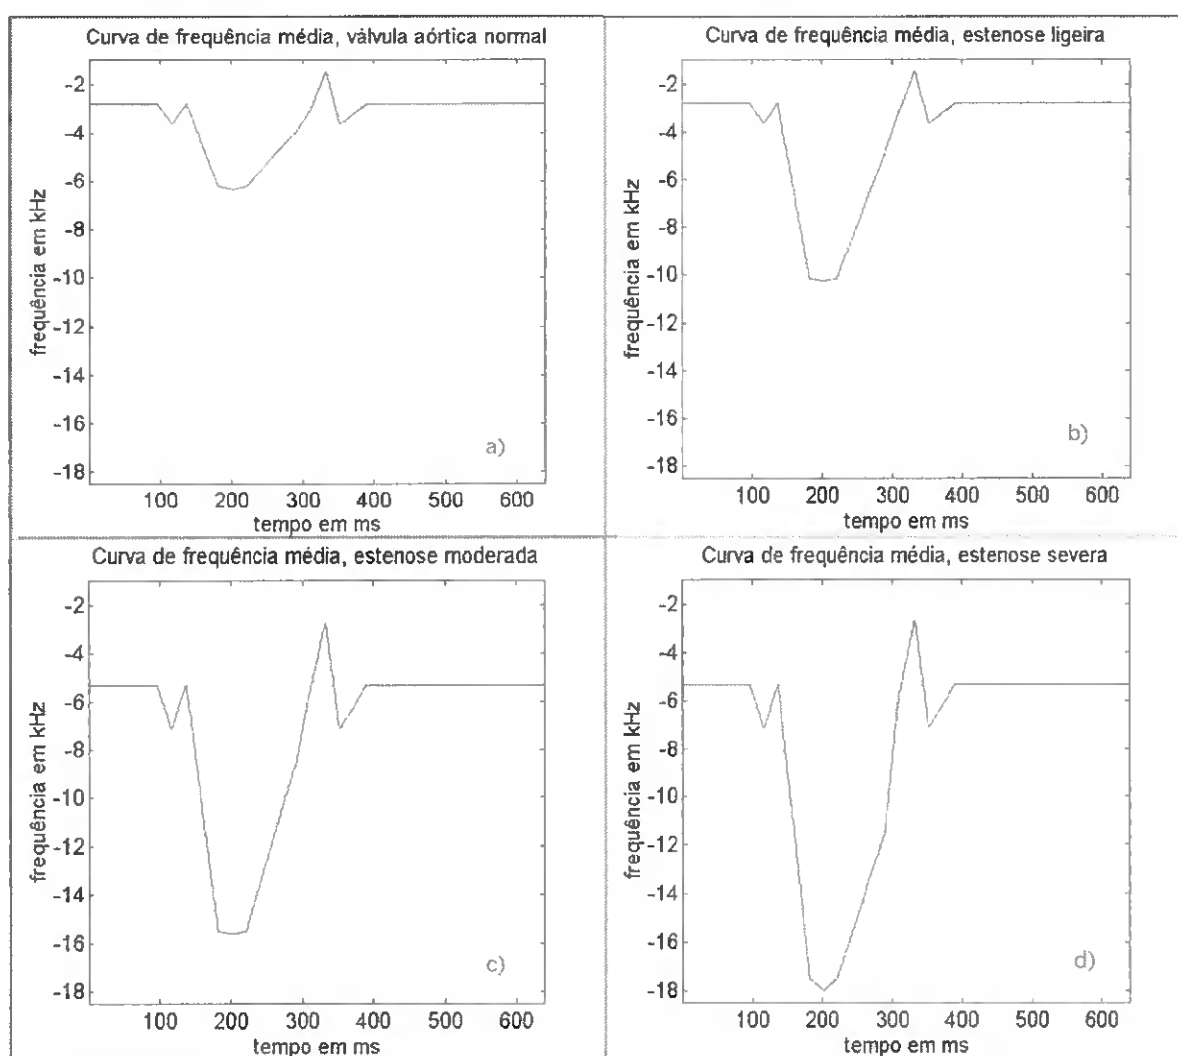 Curva de frequência média, válvula aórtica normal
frequência em kHz
-2
-4
-6
-8
-10
-12
-14
-16
-18
100 200 300 400 500 600
tempo em ms
a)
Curva de frequência média, estenose ligeira
frequência em kHz
-2
-4
-6
-8
-10
-12
-14
-16
-18
100 200 300 400 500 600
tempo em ms
b)
Curva de frequência média, estenose moderada
frequência em kHz
-2
-4
-6
-8
-10
-12
-14
-16
-18
100 200 300 400 500 600
tempo em ms
c)
Curva de frequência média, estenose severa
frequência em kHz
-2
-4
-6
-8
-10
-12
-14
-16
-18
100 200 300 400 500 600
tempo em ms
d)